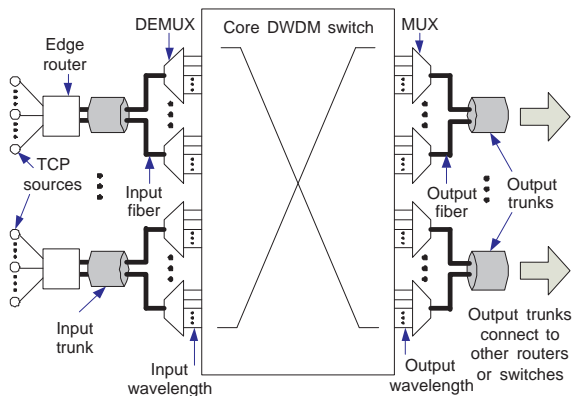 DEMUX
Core DWDM switch
MUX
Edge
router
TCP
sources
Input
fiber
Output
fiber
Output
trunks
Input
trunk
Input
wavelength
Output
wavelength
Output trunks
connect to
other routers
or switches